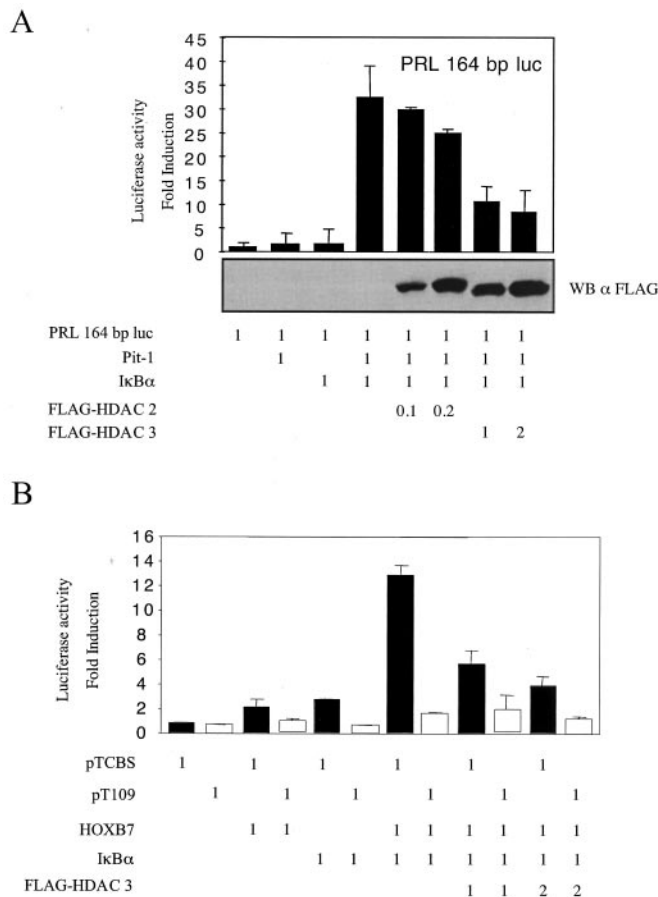 A
PRL 164 bp luc
45
40
35
30
25
20
15
10
5
0
Luciferase activity
Fold Induction
WB α FLAG
PRL 164 bp luc 1 1 1 1 1 1 1 1
Pit-1 1 1 1 1 1 1
IκBα 1 1 1 1 1 1
FLAG-HDAC 2 0.1 0.2
FLAG-HDAC 3 1 2
B
16
14
12
10
8
6
4
2
0
Luciferase activity
Fold Induction
pTCBS 1 1 1 1 1 1
pT109 1 1 1 1 1 1
HOXB7 1 1 1 1 1 1 1 1
IκBα 1 1 1 1 1 1 1 1
FLAG-HDAC 3 1 1 2 2